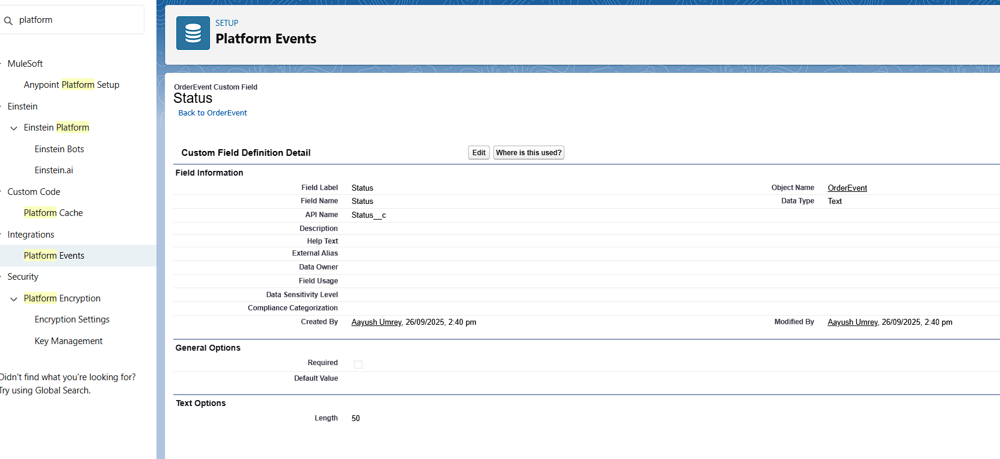 platform
MuleSoft
Anypoint Platform Setup
Einstein
Einstein Platform
Einstein Bots
Einstein.ai
Custom Code
Platform Cache
Integrations
Platform Events
Security
Platform Encryption
Encryption Settings
Key Management
Didn't find what you're looking for?
Try using Global Search.
SETUP
Platform Events
OrderEvent Custom Field
Status
Back to OrderEvent
Custom Field Definition Detail Edit Where is this used?
Field Information
Field Label Status Object Name OrderEvent
Field Name Status Data Type Text
API Name Status__c
Description
Help Text
External Alias
Data Owner
Field Usage
Data Sensitivity Level
Compliance Categorization
Created By Aayush Umrey, 26/09/2025, 2:40 pm Modified By Aayush Umrey, 26/09/2025, 2:40 pm
General Options
Required
Default Value
Text Options
Length 50